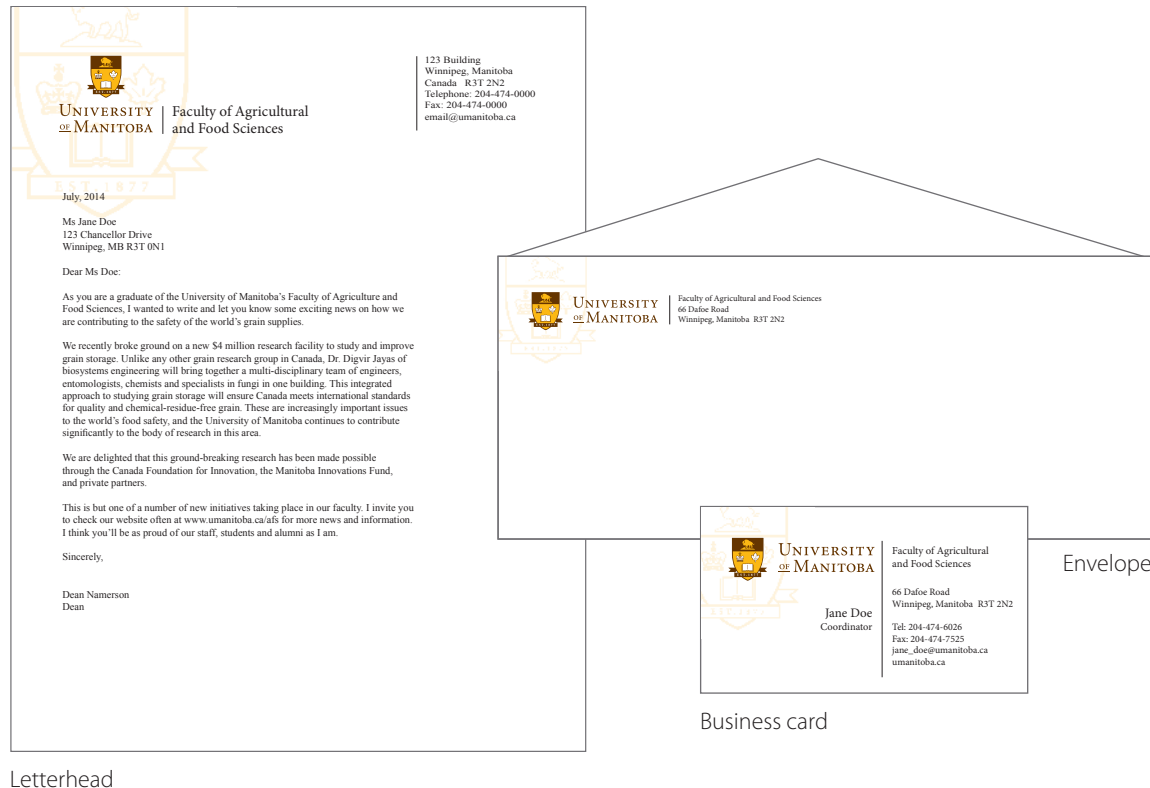 UNIVERSITY
OF MANITOBA
Faculty of Agricultural
and Food Sciences
123 Building
Winnipeg, Manitoba
Canada R3T 2N2
Telephone: 204-474-0000
Fax: 204-474-0000
email@umanitoba.ca
EST. 1877
July, 2014
Ms Jane Doe
123 Chancellor Drive
Winnipeg, MB R3T 0N1
Dear Ms Doe:
As you are a graduate of the University of Manitoba’s Faculty of Agriculture and
Food Sciences, I wanted to write and let you know some exciting news on how we
are contributing to the safety of the world’s grain supplies.
We recently broke ground on a new $4 million research facility to study and improve
grain storage. Unlike any other grain research group in Canada, Dr. Digvir Jayas of
biosystems engineering will bring together a multi-disciplinary team of engineers,
entomologists, chemists and specialists in fungi in one building. This integrated
approach to studying grain storage will ensure Canada meets international standards
for quality and chemical-residue-free grain. These are increasingly important issues
to the world’s food safety, and the University of Manitoba continues to contribute
significantly to the body of research in this area.
We are delighted that this ground-breaking research has been made possible
through the Canada Foundation for Innovation, the Manitoba Innovations Fund,
and private partners.
This is but one of a number of new initiatives taking place in our faculty. I invite you
to check our website often at www.umanitoba.ca/afs for more news and information.
I think you’ll be as proud of our staff, students and alumni as I am.
Sincerely,
Dean Namerson
Dean
Letterhead
UNIVERSITY
OF MANITOBA
Faculty of Agricultural and Food Sciences
66 Dafoe Road
Winnipeg, Manitoba R3T 2N2
Envelope
UNIVERSITY
OF MANITOBA
EST. 1877
Jane Doe
Coordinator
Faculty of Agricultural
and Food Sciences
66 Dafoe Road
Winnipeg, Manitoba R3T 2N2
Tel: 204-474-6026
Fax: 204-474-7525
jane_doe@umanitoba.ca
umanitoba.ca
Business card